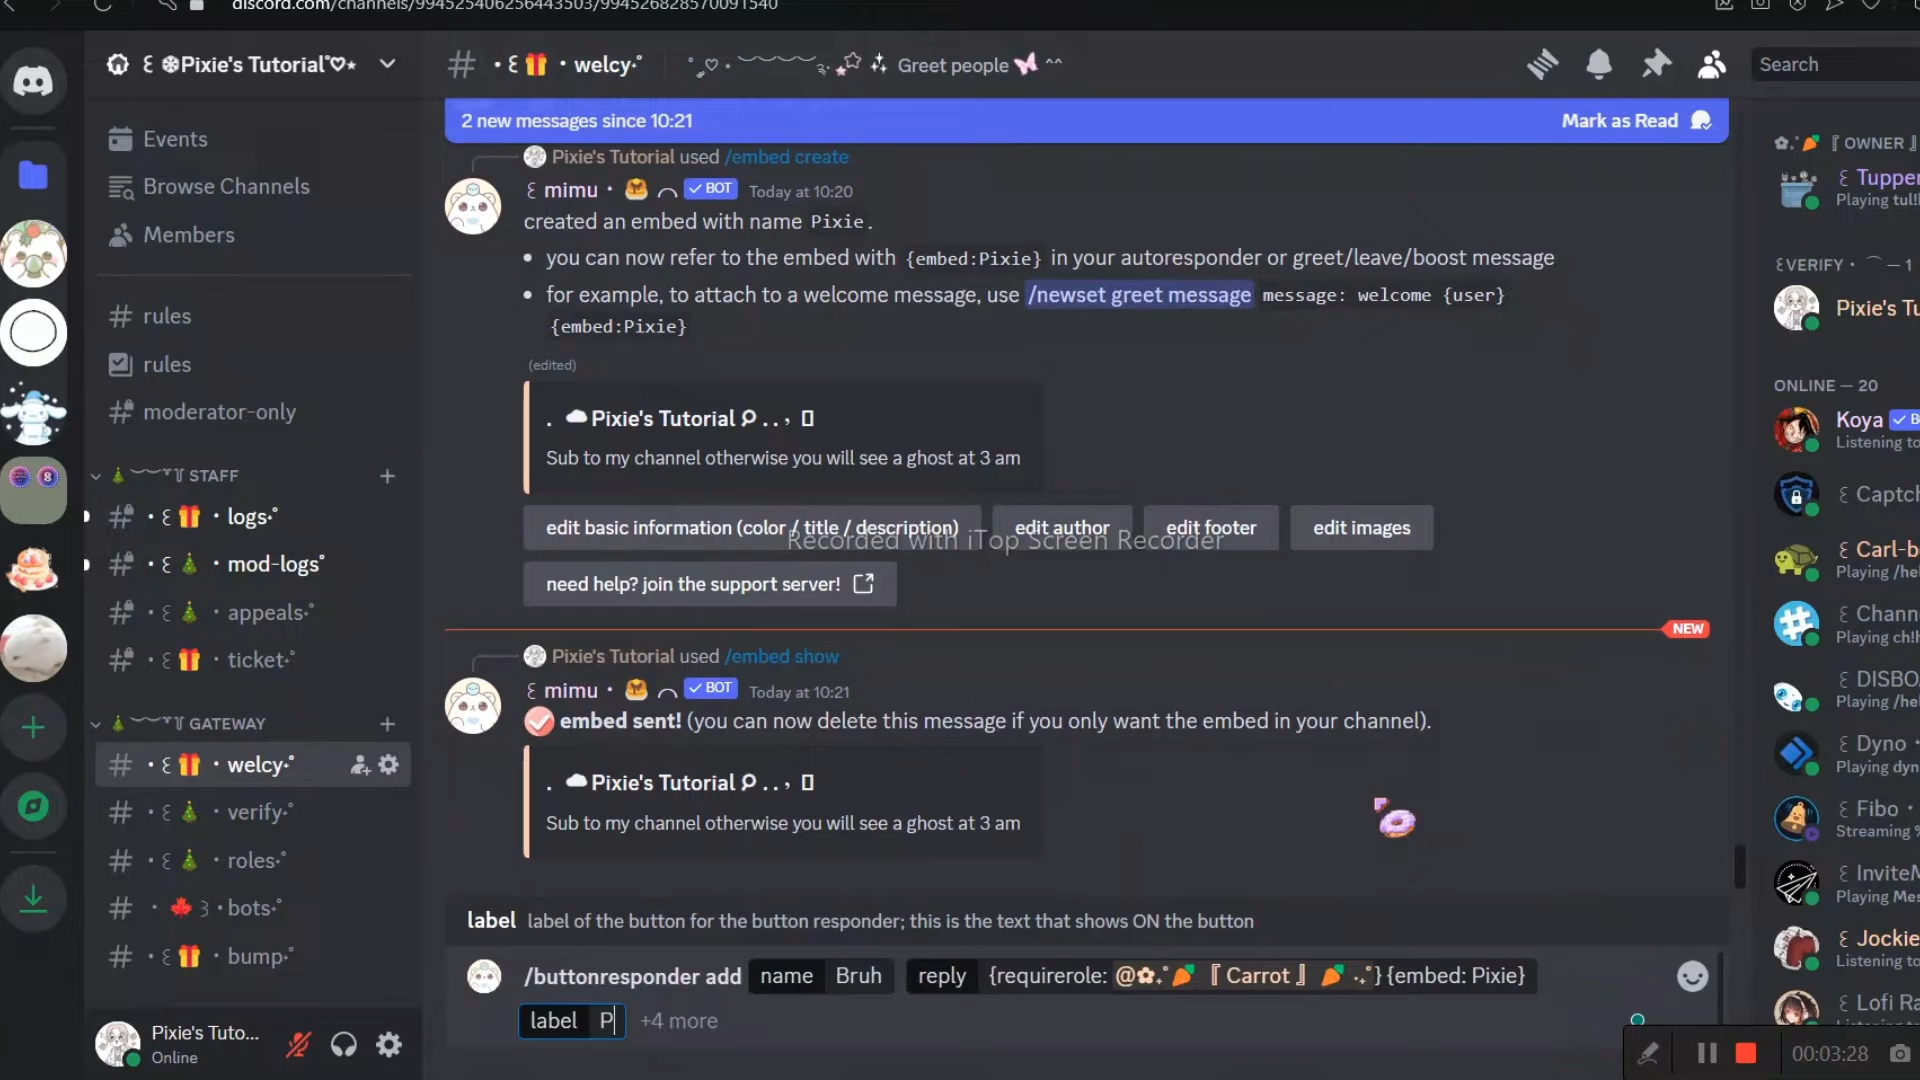 discord.com/channels/994525406256443503/994526828570091540
꒰ ❄Pixie's Tutorial˚♡⋆
Events
Browse Channels
Members
rules
rules
moderator-only
STAFF
logs
mod-logs
appeals
ticket
GATEWAY
welcy
verify
roles
bots
bump
Pixie's Tuto...
Online
welcy
Greet people ^^
Search
2 new messages since 10:21
Mark as Read
Pixie's Tutorial used /embed create
mimu • BOT Today at 10:20
created an embed with name Pixie.
• you can now refer to the embed with {embed:Pixie} in your autoresponder or greet/leave/boost message
• for example, to attach to a welcome message, use /newset greet message message: welcome {user}
{embed:Pixie}
(edited)
. ☁Pixie's Tutorial . . ,
Sub to my channel otherwise you will see a ghost at 3 am
edit basic information (color / title / description) edit author edit footer edit images
Recorded with iTop Screen Recorder
need help? join the support server!
NEW
Pixie's Tutorial used /embed show
mimu • BOT Today at 10:21
embed sent! (you can now delete this message if you only want the embed in your channel).
. ☁Pixie's Tutorial . . ,
Sub to my channel otherwise you will see a ghost at 3 am
label label of the button for the button responder; this is the text that shows ON the button
/buttonresponder add name Bruh reply {requirerole: @✿.˚🥕『Carrot』🥕 ˖.˚} {embed: Pixie}
label P +4 more
『OWNER』
Tupper
Playing tul!
VERIFY • — 1
Pixie's Tu
ONLINE — 20
Koya
Listening to
Captch
Carl-b
Playing /he
Chann
Playing ch!h
DISBO
Playing /hel
Dyno •
Playing dyn
Fibo •
Streaming
InviteM
Playing Mes
Jockie
Listening to
Lofi Ra
00:03:28